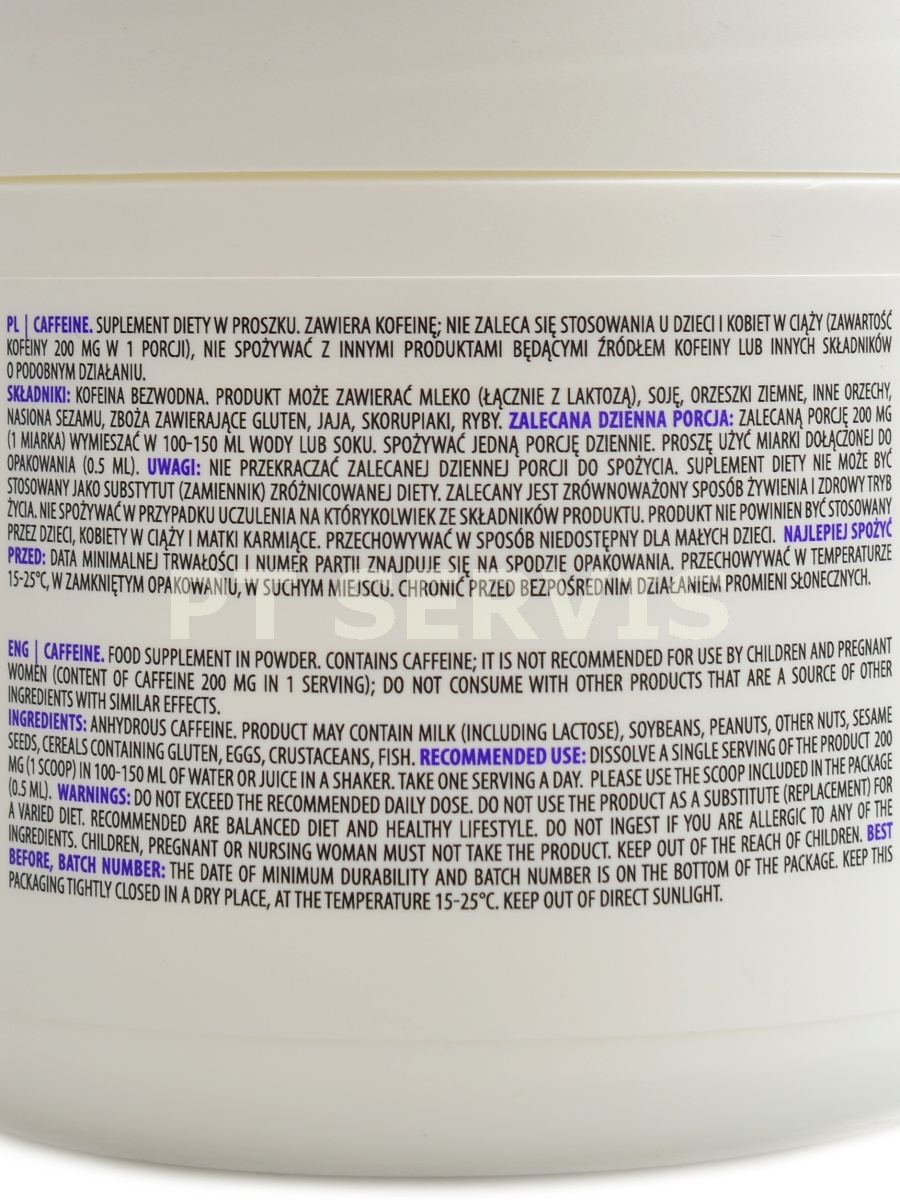 PL | CAFFEINE. SUPLEMENT DIETY W PROSZKU. ZAWIERA KOFEINĘ; NIE ZALECA SIĘ STOSOWANIA U DZIECI I KOBIET W CIĄŻY (ZAWARTOŚĆ
KOFEINY 200 MG W 1 PORCJI), NIE SPOŻYWAĆ Z INNYMI PRODUKTAMI BĘDĄCYMI ŹRÓDŁEM KOFEINY LUB INNYCH SKŁADNIKÓW
O PODOBNYM DZIAŁANIU.
SKŁADNIKI: KOFEINA BEZWODNA. PRODUKT MOŻE ZAWIERAĆ MLEKO (ŁĄCZNIE Z LAKTOZĄ), SOJĘ, ORZESZKI ZIEMNE, INNE ORZECHY,
NASIONA SEZAMU, ZBOŻA ZAWIERAJĄCE GLUTEN, JAJA, SKORUPIAKI, RYBY. ZALECANA DZIENNA PORCJA: ZALECANĄ PORCJĘ 200 MG
(1 MIARKA) WYMIESZAĆ W 100-150 ML WODY LUB SOKU. SPOŻYWAĆ JEDNĄ PORCJĘ DZIENNIE. PROSZĘ UŻYĆ MIARKI DOŁĄCZONEJ DO
OPAKOWANIA (0.5 ML). UWAGI: NIE PRZEKRACZAĆ ZALECANEJ DZIENNEJ PORCJI DO SPOŻYCIA. SUPLEMENT DIETY NIE MOŻE BYĆ
STOSOWANY JAKO SUBSTYTUT (ZAMIENNIK) ZRÓŻNICOWANEJ DIETY. ZALECANY JEST ZRÓWNOWAŻONY SPOSÓB ŻYWIENIA I ZDROWY TRYB
ŻYCIA. NIE SPOŻYWAĆ W PRZYPADKU UCZULENIA NA KTÓRYKOLWIEK ZE SKŁADNIKÓW PRODUKTU. PRODUKT NIE POWINIEN BYĆ STOSOWANY
PRZEZ DZIECI, KOBIETY W CIĄŻY I MATKI KARMIĄCE. PRZECHOWYWAĆ W SPOSÓB NIEDOSTĘPNY DLA MAŁYCH DZIECI. NAJLEPIEJ SPOŻYĆ
PRZED: DATA MINIMALNEJ TRWAŁOŚCI I NUMER PARTII ZNAJDUJE SIĘ NA SPODZIE OPAKOWANIA. PRZECHOWYWAĆ W TEMPERATURZE
15-25°C, W ZAMKNIĘTYM OPAKOWANIU, W SUCHYM MIEJSCU. CHRONIĆ PRZED BEZPOŚREDNIM DZIAŁANIEM PROMIENI SŁONECZNYCH.
PT SERVIS
ENG | CAFFEINE. FOOD SUPPLEMENT IN POWDER. CONTAINS CAFFEINE; IT IS NOT RECOMMENDED FOR USE BY CHILDREN AND PREGNANT
WOMEN (CONTENT OF CAFFEINE 200 MG IN 1 SERVING); DO NOT CONSUME WITH OTHER PRODUCTS THAT ARE A SOURCE OF OTHER
INGREDIENTS WITH SIMILAR EFFECTS.
INGREDIENTS: ANHYDROUS CAFFEINE. PRODUCT MAY CONTAIN MILK (INCLUDING LACTOSE), SOYBEANS, PEANUTS, OTHER NUTS, SESAME
SEEDS, CEREALS CONTAINING GLUTEN, EGGS, CRUSTACEANS, FISH. RECOMMENDED USE: DISSOLVE A SINGLE SERVING OF THE PRODUCT 200
MG (1 SCOOP) IN 100-150 ML OF WATER OR JUICE IN A SHAKER. TAKE ONE SERVING A DAY. PLEASE USE THE SCOOP INCLUDED IN THE PACKAGE
(0.5 ML). WARNINGS: DO NOT EXCEED THE RECOMMENDED DAILY DOSE. DO NOT USE THE PRODUCT AS A SUBSTITUTE (REPLACEMENT) FOR
A VARIED DIET. RECOMMENDED ARE BALANCED DIET AND HEALTHY LIFESTYLE. DO NOT INGEST IF YOU ARE ALLERGIC TO ANY OF THE
INGREDIENTS. CHILDREN, PREGNANT OR NURSING WOMAN MUST NOT TAKE THE PRODUCT. KEEP OUT OF THE REACH OF CHILDREN. BEST
BEFORE, BATCH NUMBER: THE DATE OF MINIMUM DURABILITY AND BATCH NUMBER IS ON THE BOTTOM OF THE PACKAGE. KEEP THIS
PACKAGING TIGHTLY CLOSED IN A DRY PLACE, AT THE TEMPERATURE 15-25°C. KEEP OUT OF DIRECT SUNLIGHT.